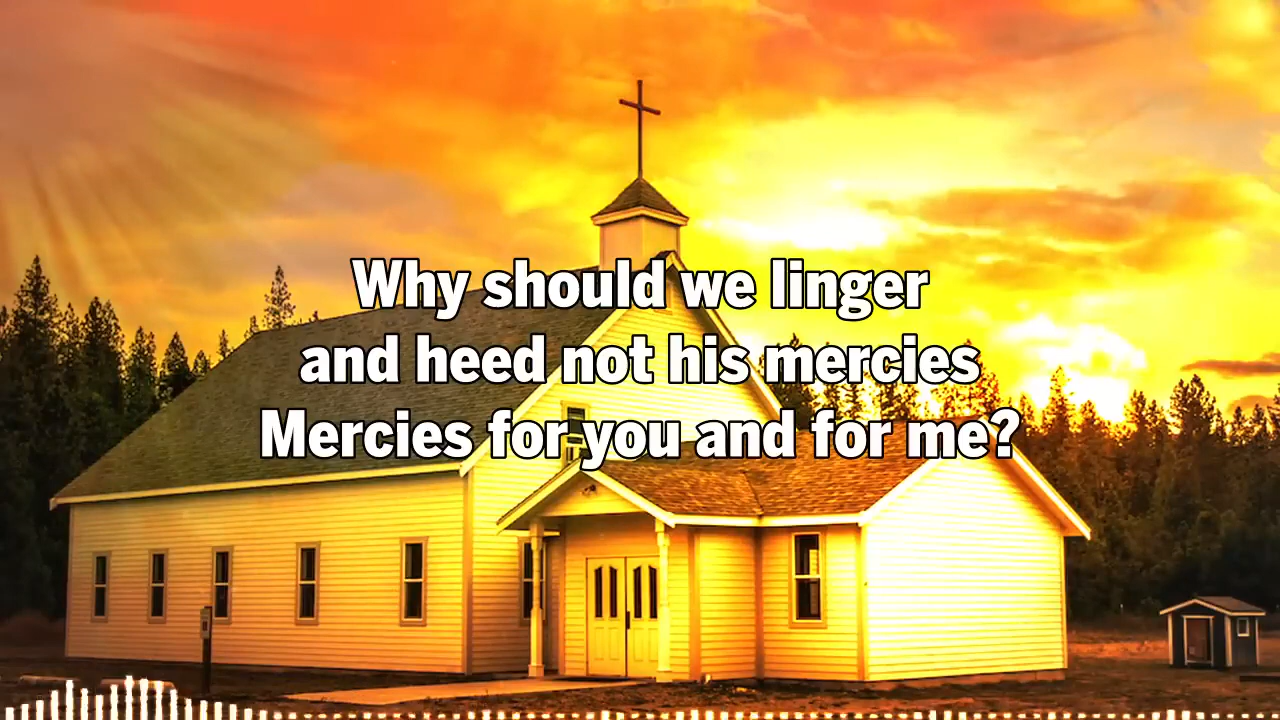 Why should we linger
and heed not his mercies
Mercies for you and for me?